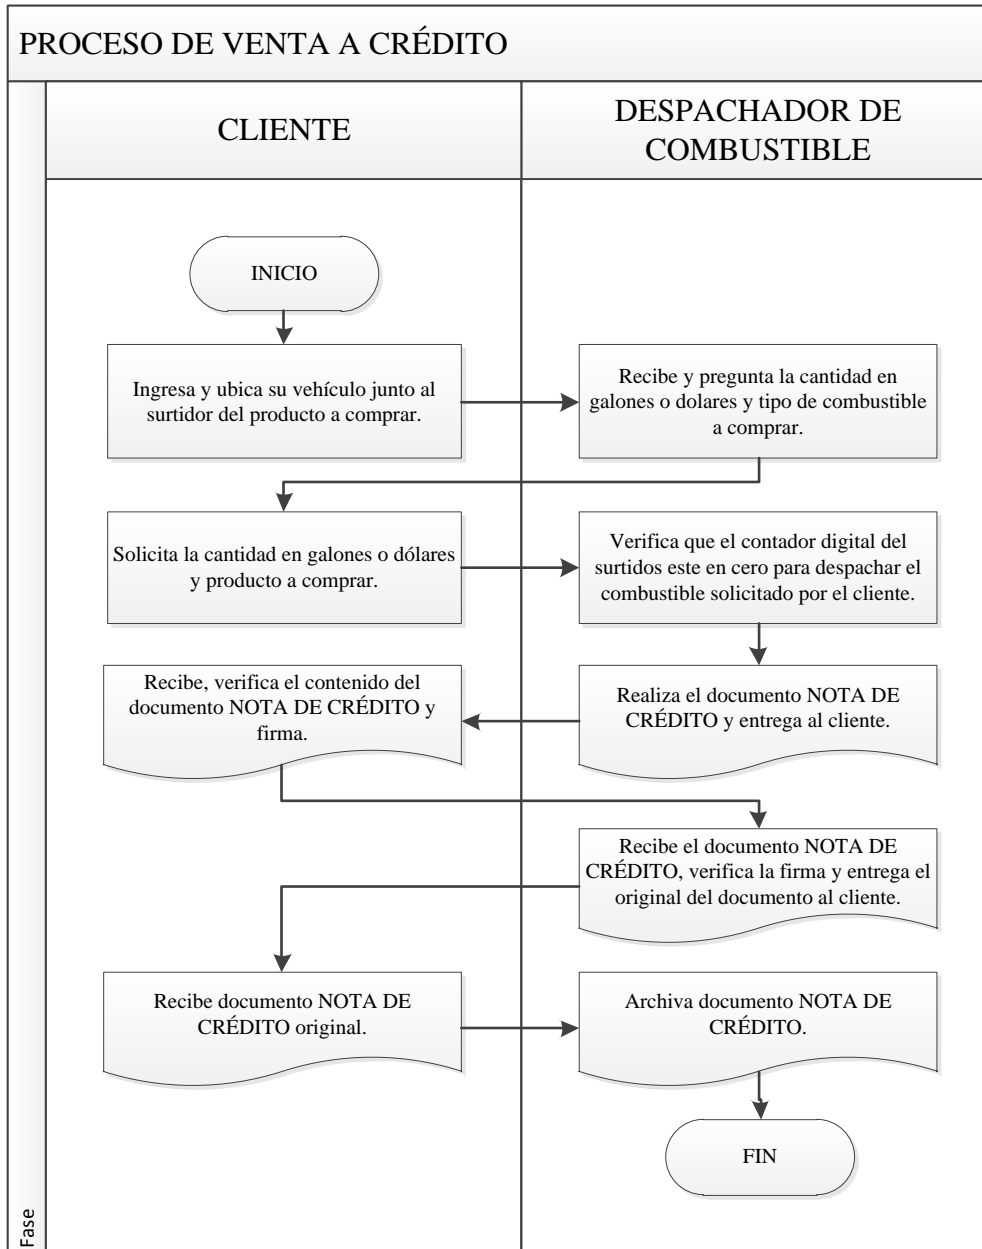 PROCESO DE VENTA A CRÉDITO
CLIENTE
DESPACHADOR DE
COMBUSTIBLE
INICIO
Ingresa y ubica su vehículo junto al
surtidor del producto a comprar.
Recibe y pregunta la cantidad en
galones o dolares y tipo de combustible
a comprar.
Solicita la cantidad en galones o dólares
y producto a comprar.
Verifica que el contador digital del
surtidos este en cero para despachar el
combustible solicitado por el cliente.
Realiza el documento NOTA DE
CRÉDITO y entrega al cliente.
Recibe, verifica el contenido del
documento NOTA DE CRÉDITO y
firma.
Recibe el documento NOTA DE
CRÉDITO, verifica la firma y entrega el
original del documento al cliente.
Recibe documento NOTA DE
CRÉDITO original.
Archiva documento NOTA DE
CRÉDITO.
FIN
Fase